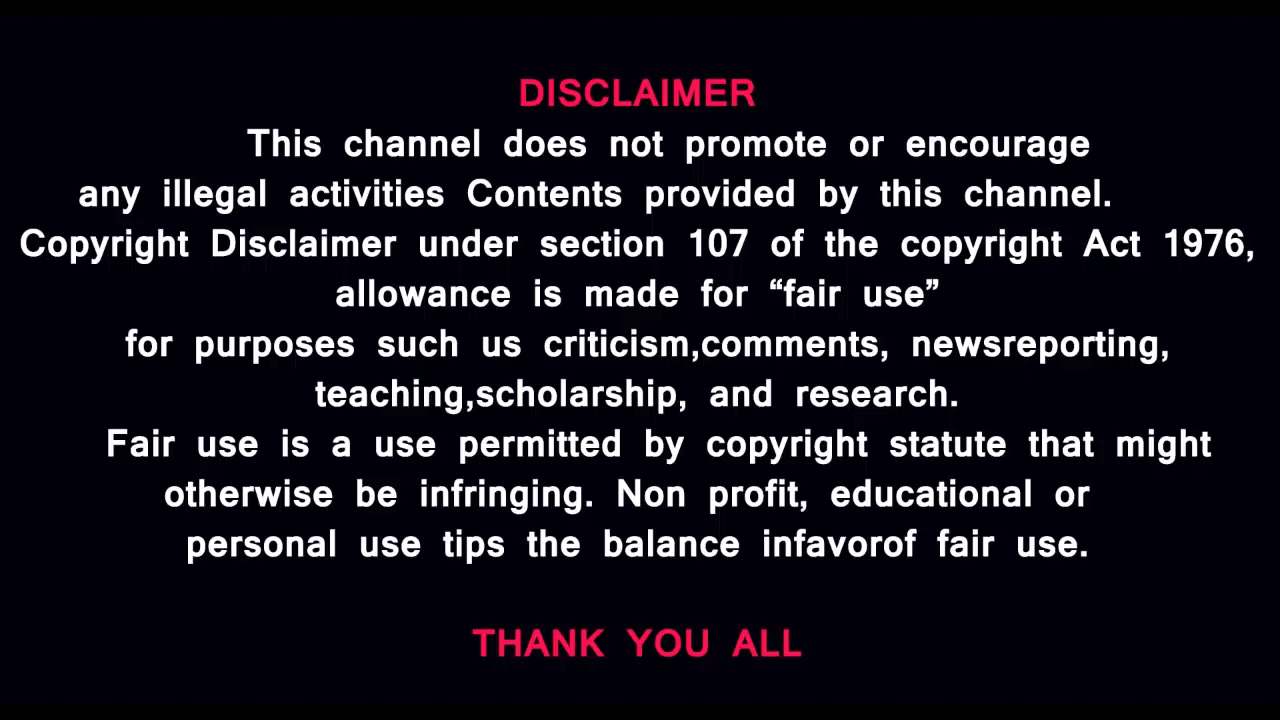 DISCLAIMER
This channel does not promote or encourage
any illegal activities Contents provided by this channel.
Copyright Disclaimer under section 107 of the copyright Act 1976,
allowance is made for “fair use”
for purposes such us criticism,comments, newsreporting,
teaching,scholarship, and research.
Fair use is a use permitted by copyright statute that might
otherwise be infringing. Non profit, educational or
personal use tips the balance infavorof fair use.
THANK YOU ALL